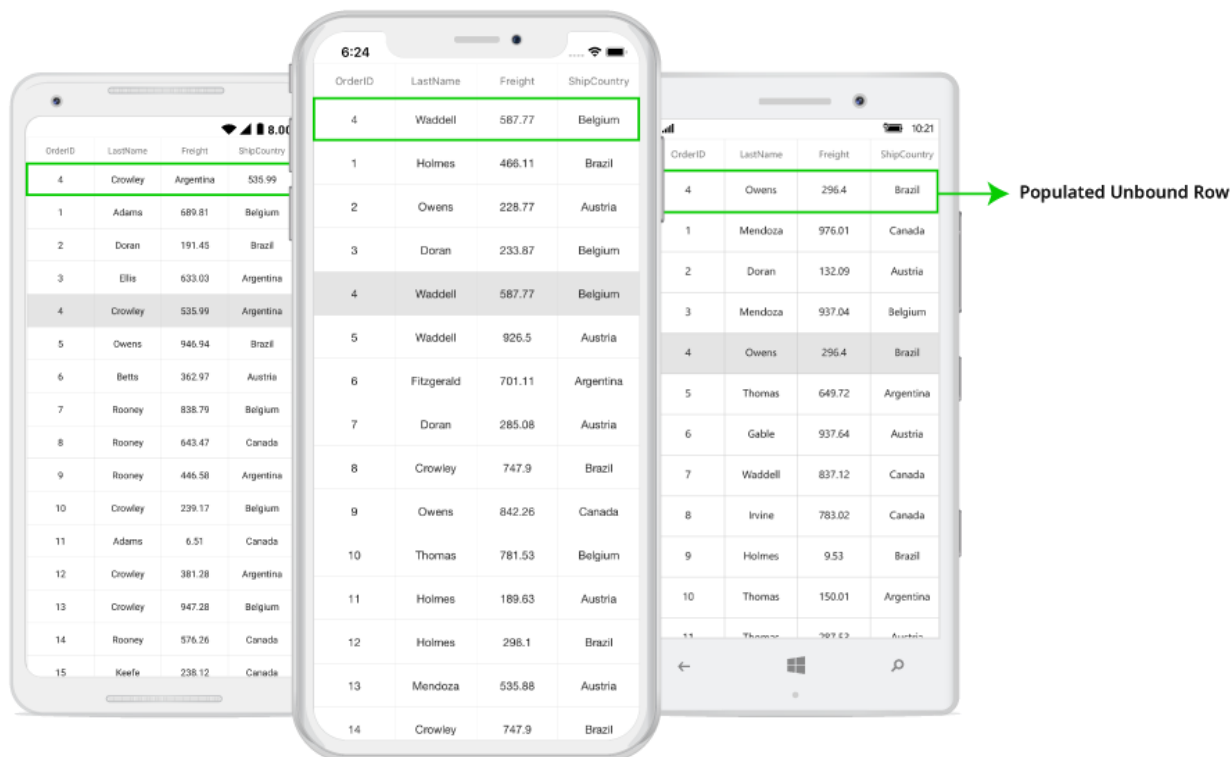 8.00
OrderID LastName Freight ShipCountry
4 Crowley Argentina 535.99
1 Adams 689.81 Belgium
2 Doran 191.45 Brazil
3 Ellis 633.03 Argentina
4 Crowley 535.99 Argentina
5 Owens 946.94 Brazil
6 Betts 362.97 Austria
7 Rooney 838.79 Belgium
8 Rooney 643.47 Canada
9 Rooney 446.58 Argentina
10 Crowley 239.17 Belgium
11 Adams 6.51 Canada
12 Crowley 381.28 Argentina
13 Crowley 947.28 Belgium
14 Rooney 576.26 Canada
15 Keefe 238.12 Canada
6:24
OrderID LastName Freight ShipCountry
4 Waddell 587.77 Belgium
1 Holmes 466.11 Brazil
2 Owens 228.77 Austria
3 Doran 233.87 Belgium
4 Waddell 587.77 Belgium
5 Waddell 926.5 Austria
6 Fitzgerald 701.11 Argentina
7 Doran 285.08 Austria
8 Crowley 747.9 Brazil
9 Owens 842.26 Canada
10 Thomas 781.53 Belgium
11 Holmes 189.63 Austria
12 Holmes 298.1 Brazil
13 Mendoza 535.88 Austria
14 Crowley 747.9 Brazil
10:21
OrderID LastName Freight ShipCountry
4 Owens 296.4 Brazil
1 Mendoza 976.01 Canada
2 Doran 132.09 Austria
3 Mendoza 937.04 Belgium
4 Owens 296.4 Brazil
5 Thomas 649.72 Argentina
6 Gable 937.64 Austria
7 Waddell 837.12 Canada
8 Irvine 783.02 Canada
9 Holmes 9.53 Brazil
10 Thomas 150.01 Argentina
11 Thomas 287.53 Austria
Populated Unbound Row